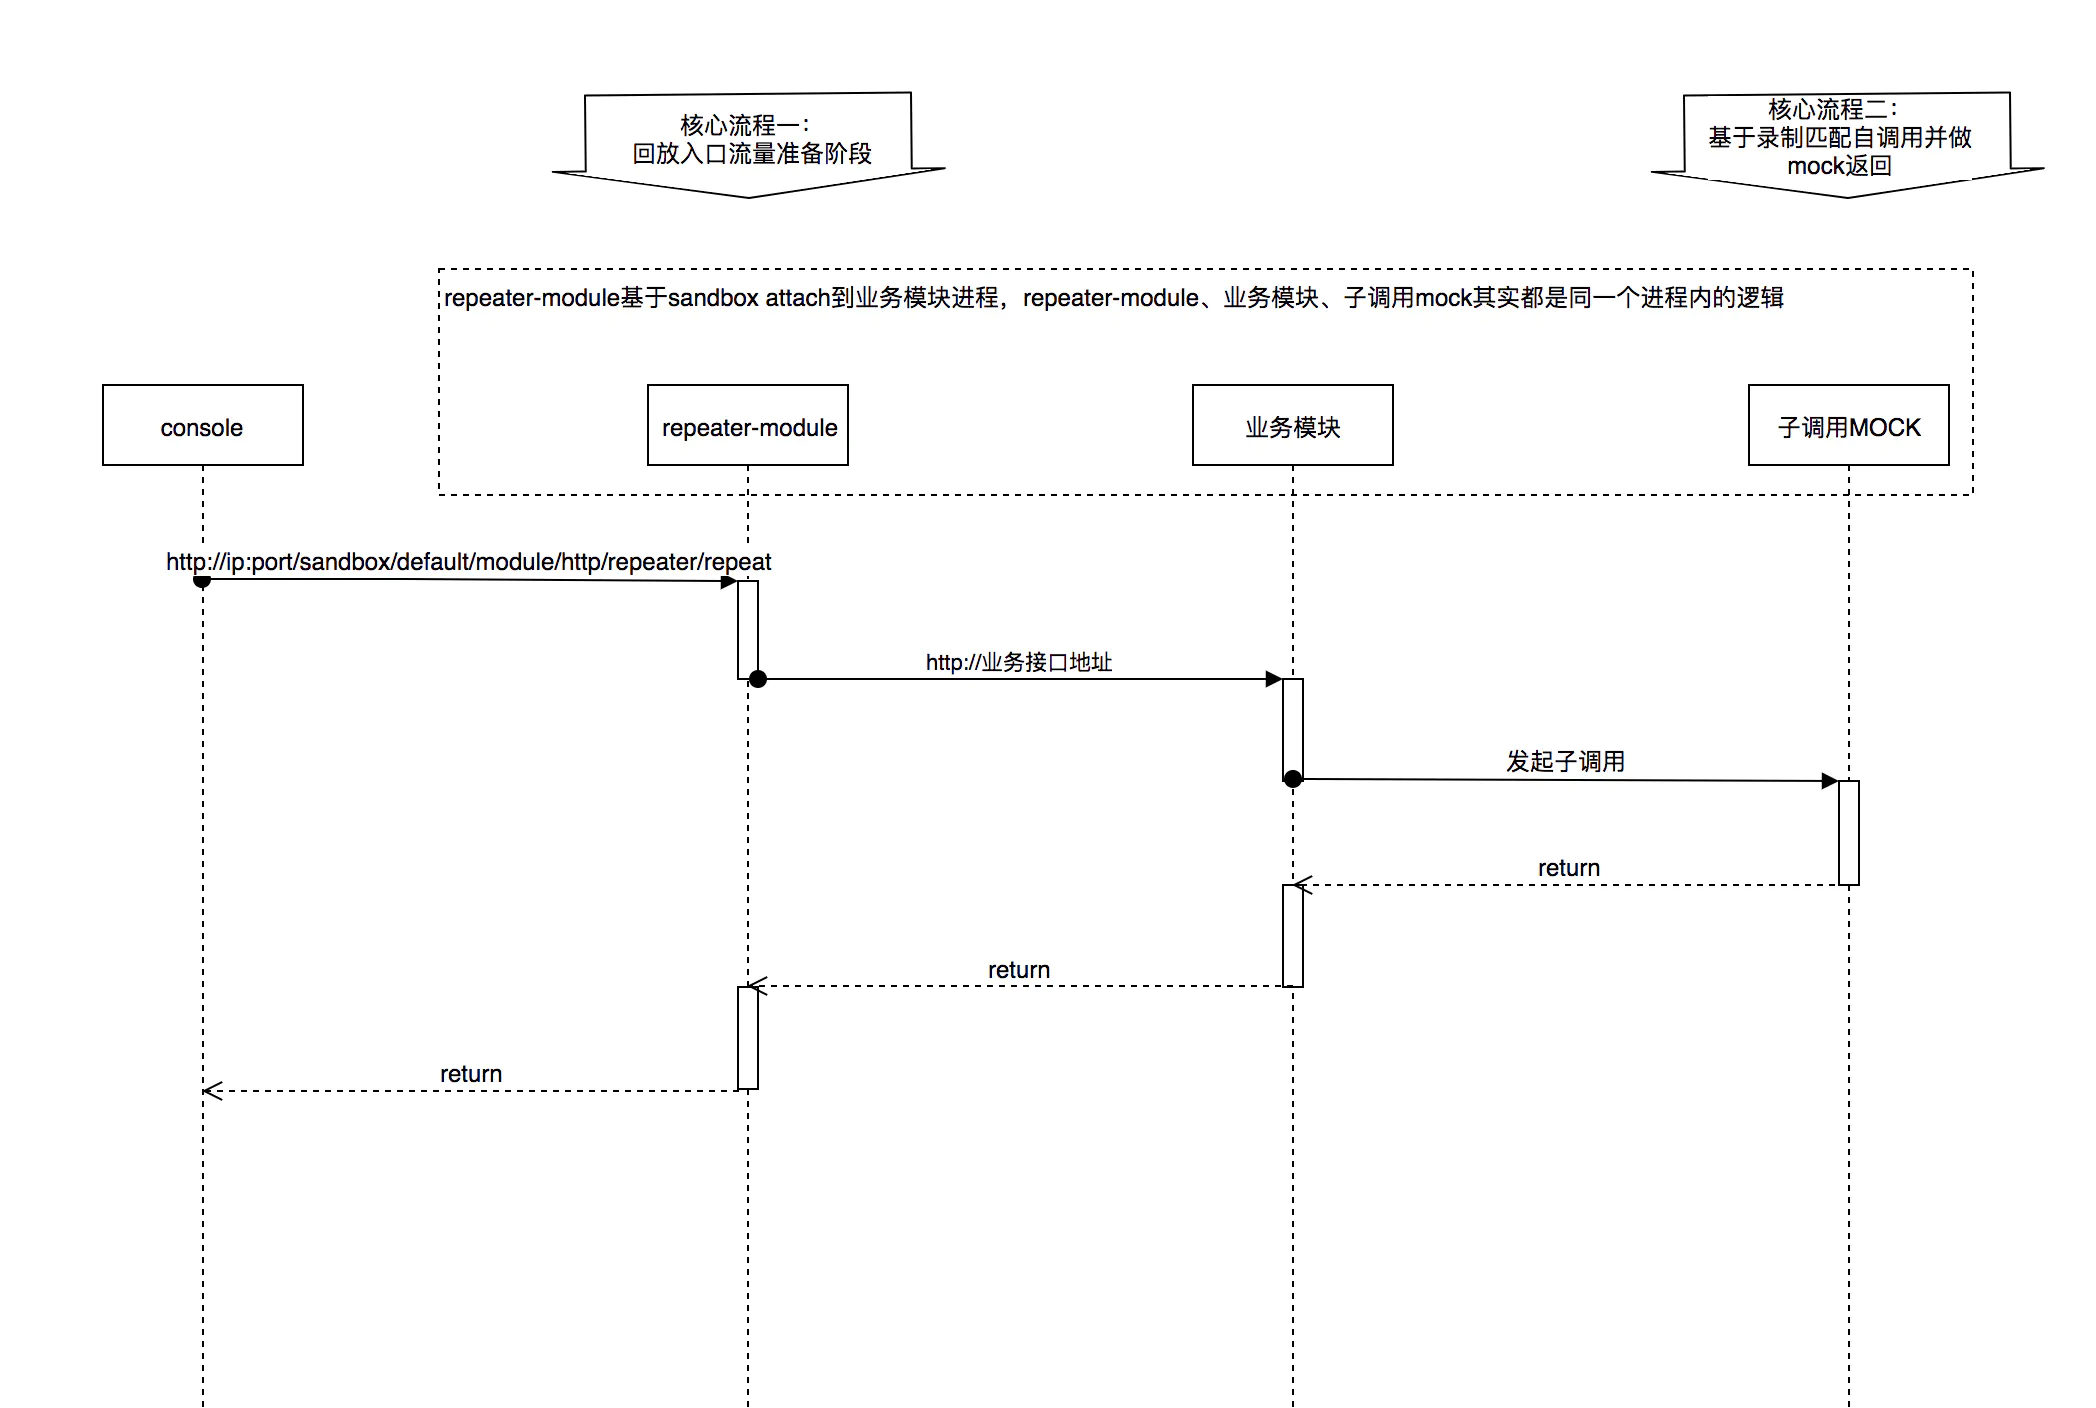 核心流程一：
回放入口流量准备阶段
核心流程二：
基于录制匹配自调用并做
mock返回
repeater-module基于sandbox attach到业务模块进程，repeater-module、业务模块、子调用mock其实都是同一个进程内的逻辑
console
repeater-module
业务模块
子调用MOCK
http://ip:port/sandbox/default/module/http/repeater/repeat
http://业务接口地址
发起子调用
return
return
return